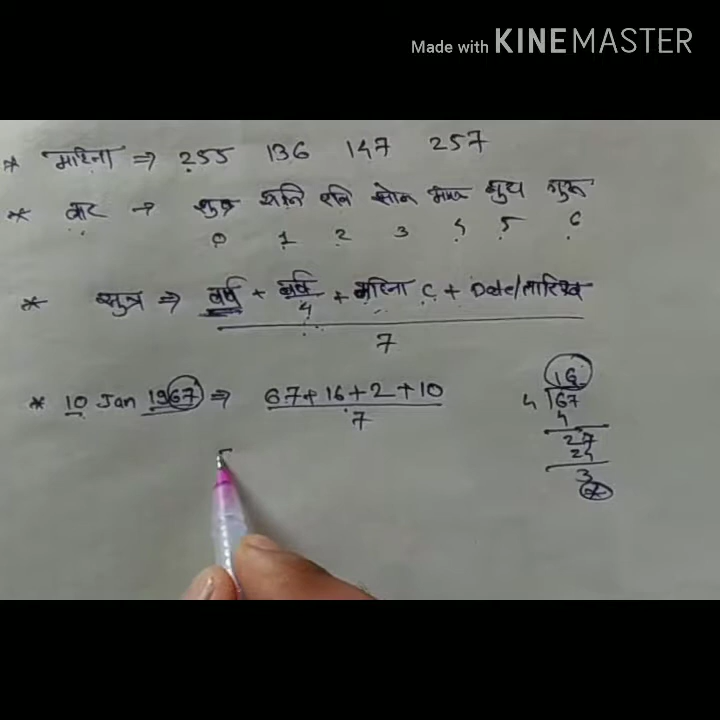 Made with KINEMASTER
* महिना ⇒ 255 136 147 257
* वार → शुक्र शनि रवि सोम मंगल बुध गुरू
0 1 2 3 4 5 6
* सुत्र ⇒ वर्ष + वर्ष/4 + महिना C + Date/तारिख
7
* 10 Jan 1967 ⇒ 67+16+2+10
7
16
4 67
4
27
24
3